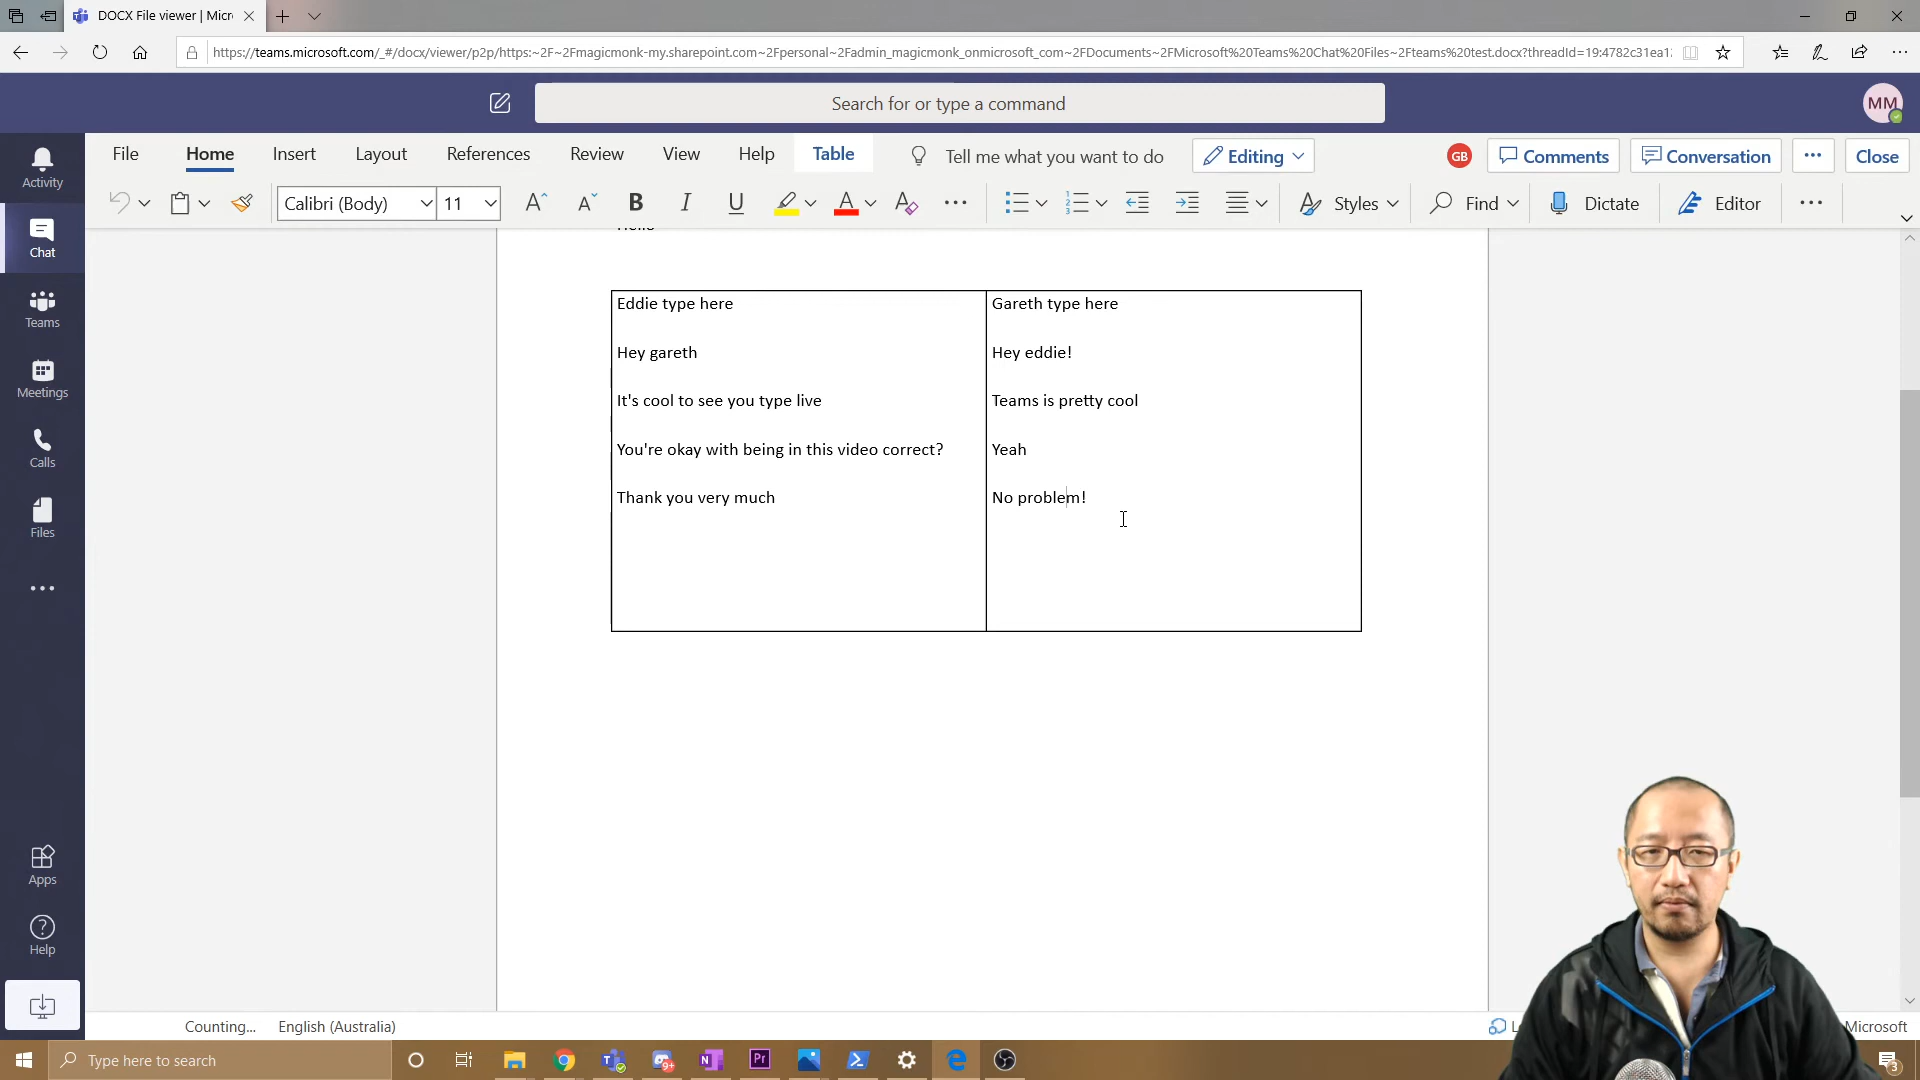 DOCX File viewer | Micr
https://teams.microsoft.com/_#/docx/viewer/p2p/https:~2F~2Fmagicmonk-my.sharepoint.com~2Fpersonal~2Fadmin_magicmonk_onmicrosoft_com~2FDocuments~2FMicrosoft%20Teams%20Chat%20Files~2Fteams%20test.docx?threadId=19:4782c31ea1
Search for or type a command
MM
File Home Insert Layout References Review View Help Table Tell me what you want to do Editing GB Comments Conversation Close
Calibri (Body) 11 B I U A Styles Find Dictate Editor
Activity
Chat
Teams
Meetings
Calls
Files
Apps
Help
Hello
Eddie type here
Hey gareth
It's cool to see you type live
You're okay with being in this video correct?
Thank you very much
Gareth type here
Hey eddie!
Teams is pretty cool
Yeah
No problem!
Counting... English (Australia) Microsoft
Type here to search
9+
Pr
3